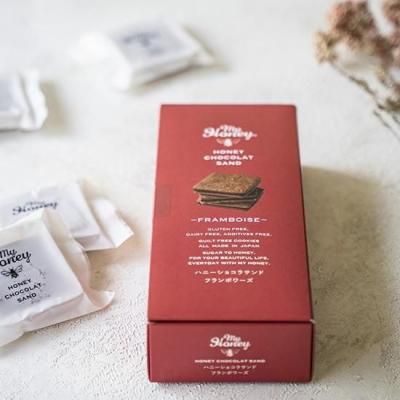 My
Honey
HONEY
CHOCOLAT
SAND
FRAMBOISE
GLUTEN FREE,
DAIRY FREE, ADDITIVES FREE.
GUILT FREE COOKIES
ALL MADE IN JAPAN
SUGAR TO HONEY.
FOR YOUR BEAUTIFUL LIFE.
EVERYDAY WITH MY HONEY.
ハニーショコラサンド
フランボワーズ
My
Honey
HONEY CHOCOLAT SAND
ハニーショコラサンド
フランボワーズ
My
Honey
My
Honey
HONEY
CHOCOLAT
SAND